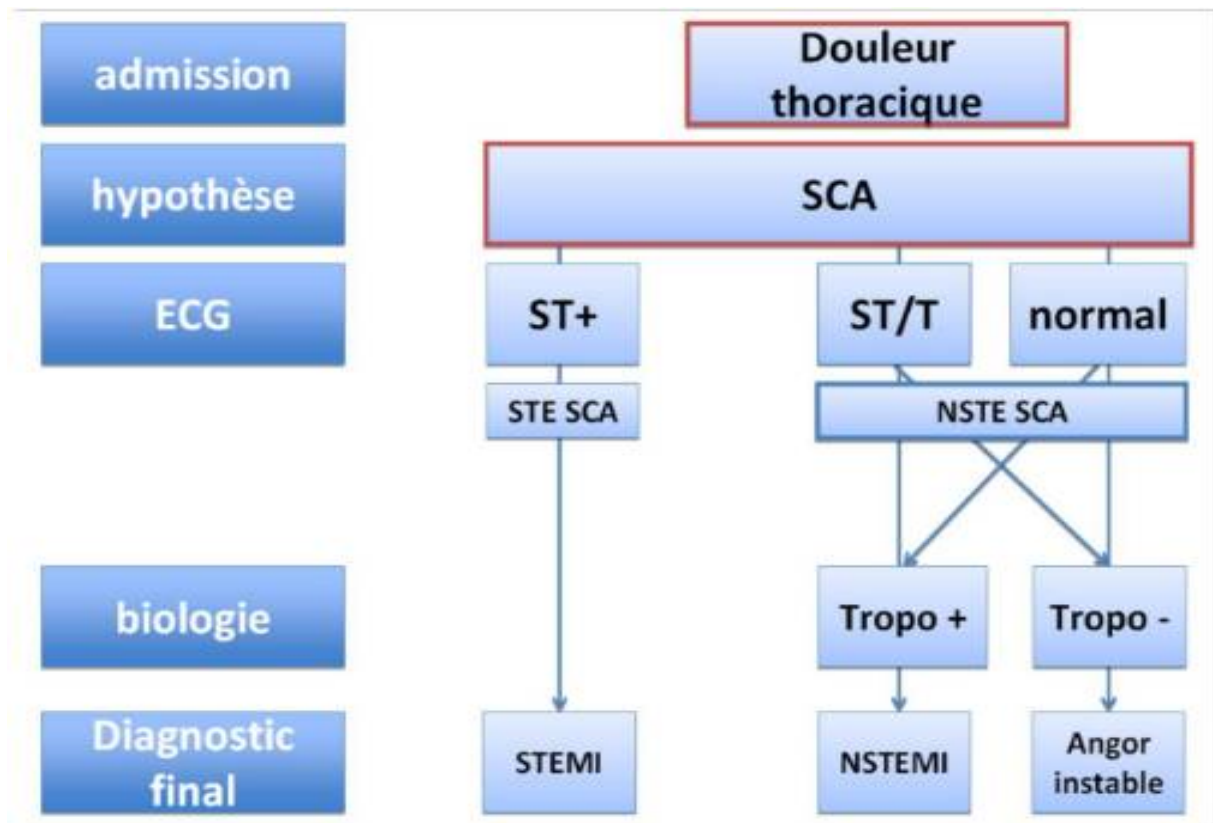 admission
Douleur
thoracique
hypothèse
SCA
ECG
ST+
ST/T
normal
STE SCA
NSTE SCA
biologie
Tropo +
Tropo -
Diagnostic
final
STEMI
NSTEMI
Angor
instable